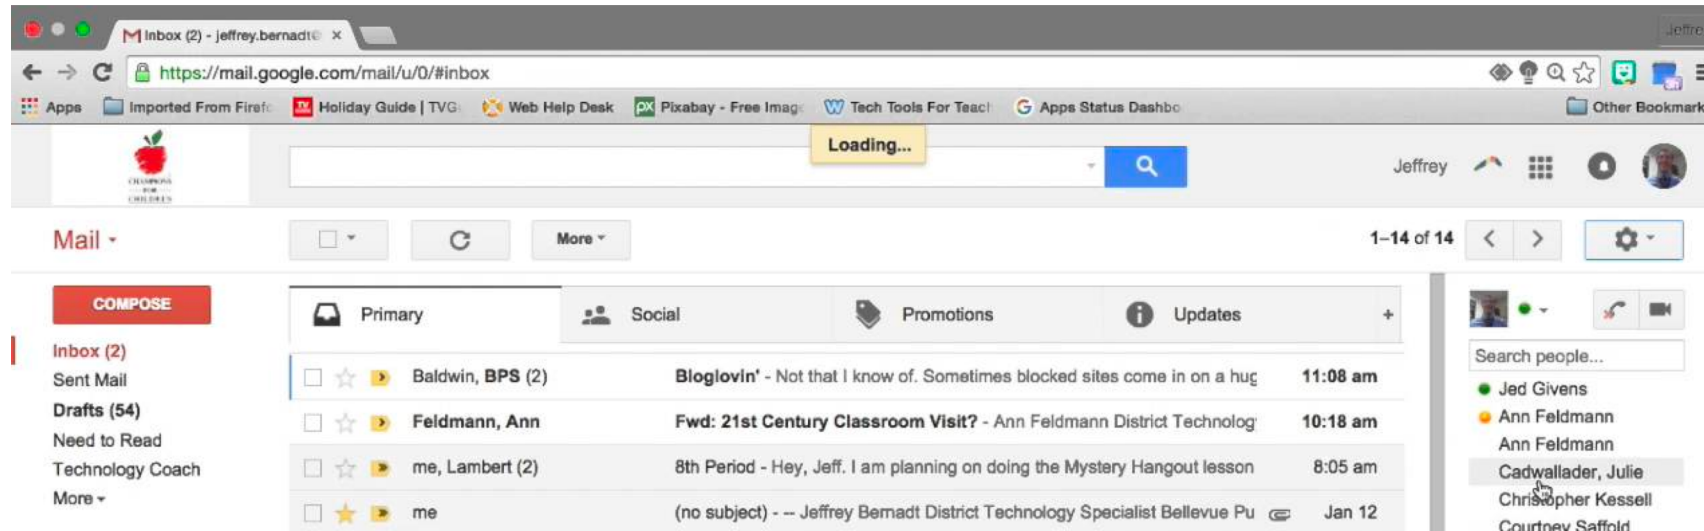 Jeffre
Inbox (2) - jeffrey.bernadt@ ×
https://mail.google.com/mail/u/0/#inbox
Apps Imported From Firefo Holiday Guide | TVG Web Help Desk Pixabay - Free Imag Tech Tools For Teach Apps Status Dashbo Other Bookmark
Loading...
CHAMPIONS
FOR
CHILDREN
Jeffrey
Mail
More
1–14 of 14
COMPOSE
Primary Social Promotions Updates +
Inbox (2)
Sent Mail
Drafts (54)
Need to Read
Technology Coach
More
Baldwin, BPS (2) Bloglovin' - Not that I know of. Sometimes blocked sites come in on a hug 11:08 am
Feldmann, Ann Fwd: 21st Century Classroom Visit? - Ann Feldmann District Technolog 10:18 am
me, Lambert (2) 8th Period - Hey, Jeff. I am planning on doing the Mystery Hangout lesson 8:05 am
me (no subject) - -- Jeffrey Bernadt District Technology Specialist Bellevue Pu Jan 12
Search people...
Jed Givens
Ann Feldmann
Ann Feldmann
Cadwallader, Julie
Christopher Kessell
Courtney Saffold